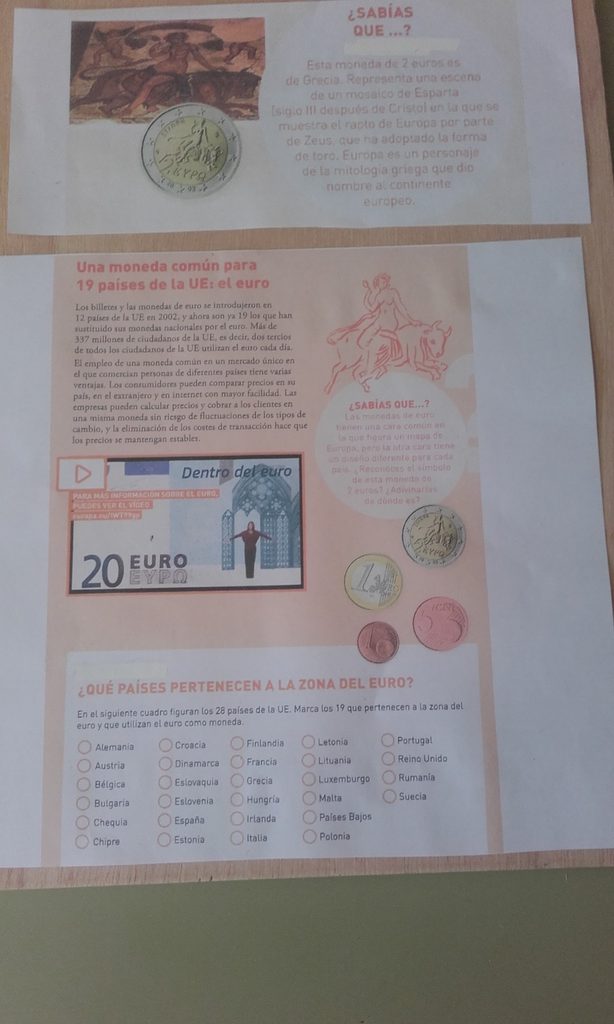 ¿SABÍAS
QUE ...?
Esta moneda de 2 euros es
de Grecia. Representa una escena
de un mosaico de Esparta
(siglo III después de Cristo) en la que se
muestra el rapto de Europa por parte
de Zeus, que ha adoptado la forma
de toro. Europa es un personaje
de la mitología griega que dio
nombre al continente
europeo.
2 ΕΥΡΩ
Una moneda común para
19 países de la UE: el euro
Los billetes y las monedas de euro se introdujeron en
12 países de la UE en 2002, y ahora son ya 19 los que han
sustituido sus monedas nacionales por el euro. Más de
337 millones de ciudadanos de la UE, es decir, dos tercios
de todos los ciudadanos de la UE utilizan el euro cada día.
El empleo de una moneda común en un mercado único en
el que comercian personas de diferentes países tiene varias
ventajas. Los consumidores pueden comparar precios en su
país, en el extranjero y en internet con mayor facilidad. Las
empresas pueden calcular precios y cobrar a los clientes en
una misma moneda sin riesgo de fluctuaciones de los tipos de
cambio, y la eliminación de los costes de transacción hace que
los precios se mantengan estables.
¿SABÍAS QUE...?
Las monedas de euro
tienen una cara común en
la que figura un mapa de
Europa, pero la otra cara tiene
un diseño diferente para cada
país. ¿Reconoces el símbolo
de esta moneda de
2 euros? ¿Adivinarías
de dónde es?
Dentro del euro
PARA MÁS INFORMACIÓN SOBRE EL EURO,
PUEDES VER EL VÍDEO
20 EURO
ΕΥΡΩ
2 ΕΥΡΩ
1
5
1
¿QUÉ PAÍSES PERTENECEN A LA ZONA DEL EURO?
En el siguiente cuadro figuran los 28 países de la UE. Marca los 19 que pertenecen a la zona del
euro y que utilizan el euro como moneda.
Alemania
Austria
Bélgica
Bulgaria
Chequia
Chipre
Croacia
Dinamarca
Eslovaquia
Eslovenia
España
Estonia
Finlandia
Francia
Grecia
Hungría
Irlanda
Italia
Letonia
Lituania
Luxemburgo
Malta
Países Bajos
Polonia
Portugal
Reino Unido
Rumanía
Suecia